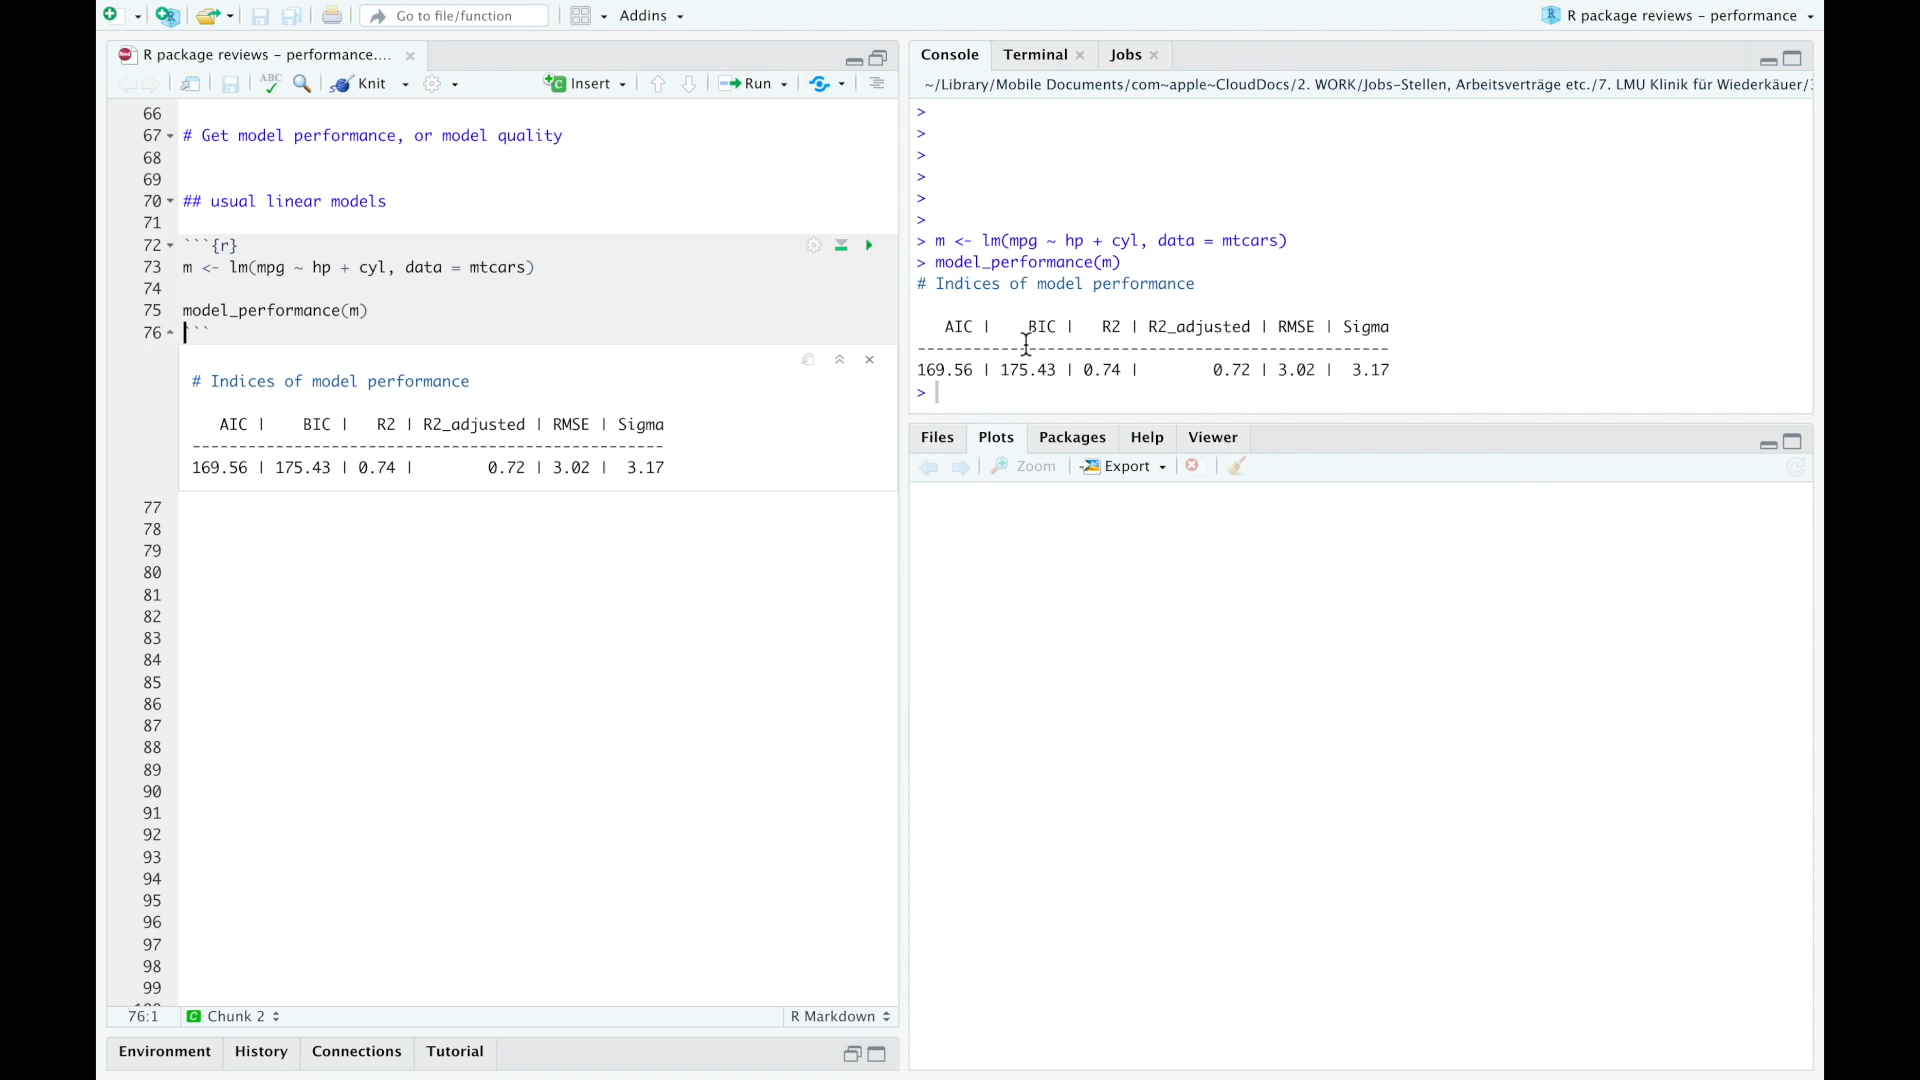 Go to file/function
Addins
R package reviews - performance
R package reviews - performance....
ABC
Knit
Insert
Run
66
67 # Get model performance, or model quality
68
69
70 ## usual linear models
71
72 ```{r}
73 m <- lm(mpg ~ hp + cyl, data = mtcars)
74
75 model_performance(m)
76 ```
# Indices of model performance
AIC | BIC | R2 | R2_adjusted | RMSE | Sigma
---------------------------------------------------
169.56 | 175.43 | 0.74 | 0.72 | 3.02 | 3.17
77
78
79
80
81
82
83
84
85
86
87
88
89
90
91
92
93
94
95
96
97
98
99
76:1 C Chunk 2 R Markdown
Environment History Connections Tutorial
Console Terminal Jobs
~/Library/Mobile Documents/com~apple~CloudDocs/2. WORK/Jobs-Stellen, Arbeitsverträge etc./7. LMU Klinik für Wiederkäuer/
>
>
>
>
>
>
> m <- lm(mpg ~ hp + cyl, data = mtcars)
> model_performance(m)
# Indices of model performance
AIC | BIC | R2 | R2_adjusted | RMSE | Sigma
---------------------------------------------------
169.56 | 175.43 | 0.74 | 0.72 | 3.02 | 3.17
>
Files Plots Packages Help Viewer
Zoom Export